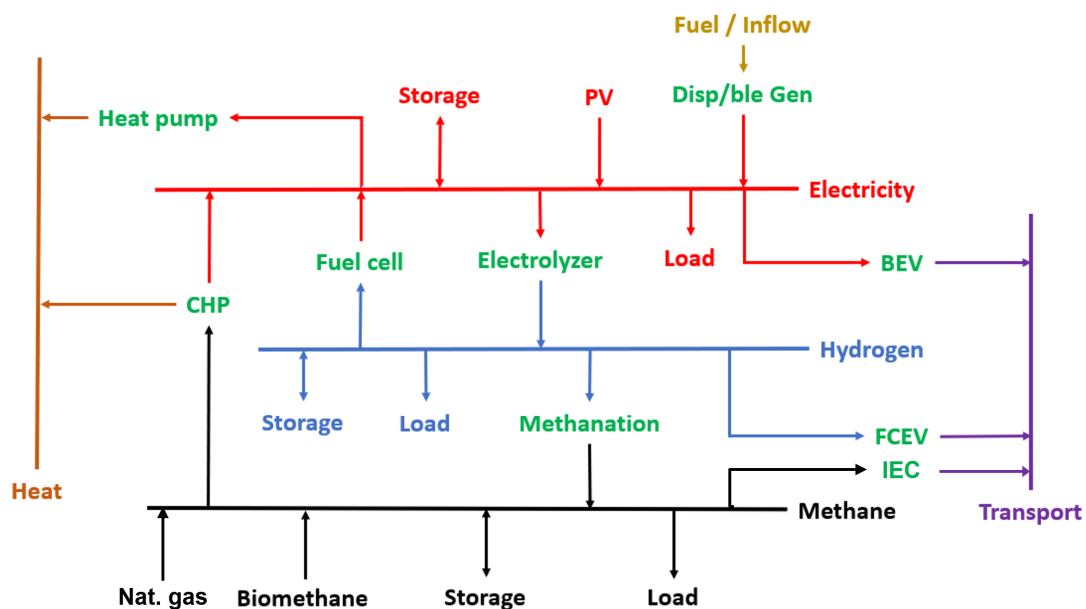 Fuel / Inflow
Storage
PV
Disp/ble Gen
Heat pump
Electricity
Fuel cell
Electrolyzer
Load
BEV
CHP
Hydrogen
Storage
Load
Methanation
FCEV
IEC
Heat
Methane
Transport
Nat. gas
Biomethane
Storage
Load